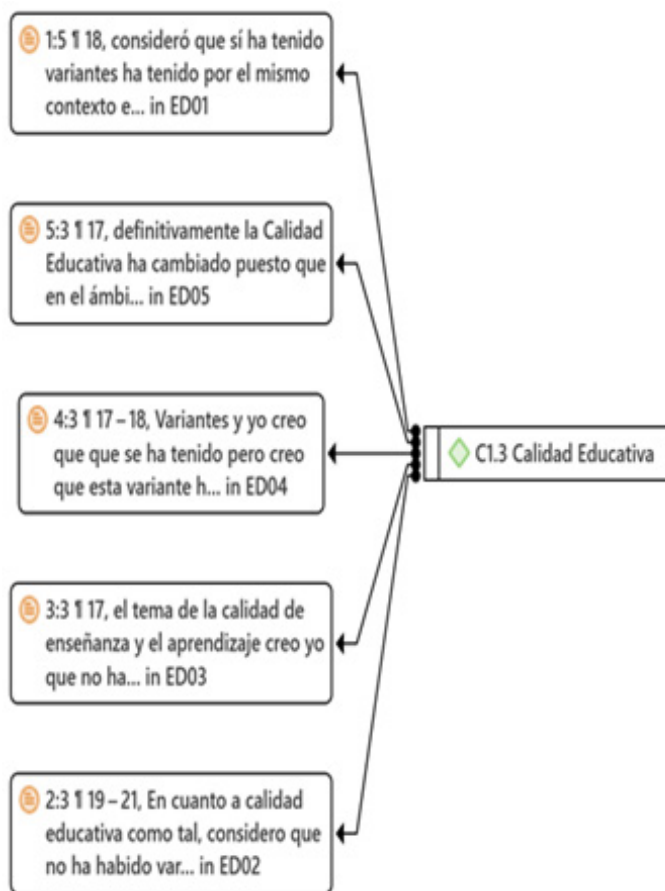 1:5 ¶ 18, consideró que sí ha tenido
variantes ha tenido por el mismo
contexto e... in ED01
5:3 ¶ 17, definitivamente la Calidad
Educativa ha cambiado puesto que
en el ámbi... in ED05
4:3 ¶ 17 – 18, Variantes y yo creo
que que se ha tenido pero creo
que esta variante h... in ED04
C1.3 Calidad Educativa
3:3 ¶ 17, el tema de la calidad de
enseñanza y el aprendizaje creo yo
que no ha... in ED03
2:3 ¶ 19 – 21, En cuanto a calidad
educativa como tal, considero que
no ha habido var... in ED02